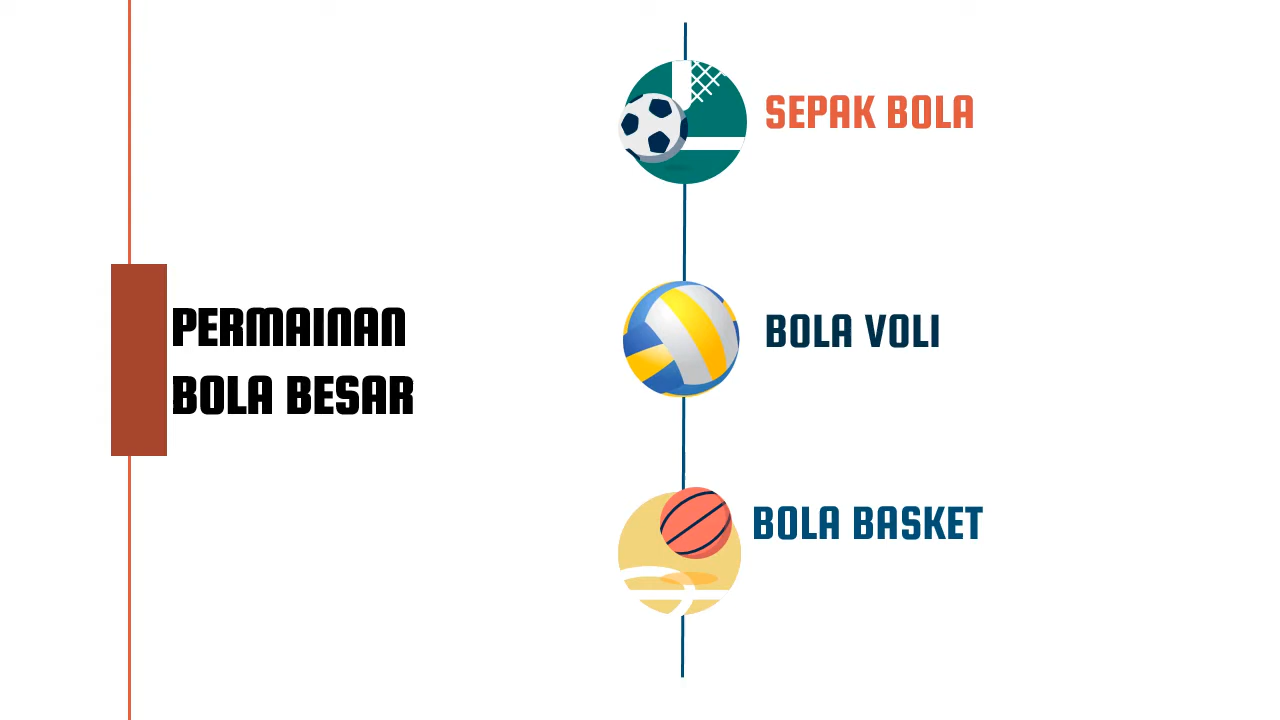 PERMAINAN
BOLA BESAR
SEPAK BOLA
BOLA VOLI
BOLA BASKET